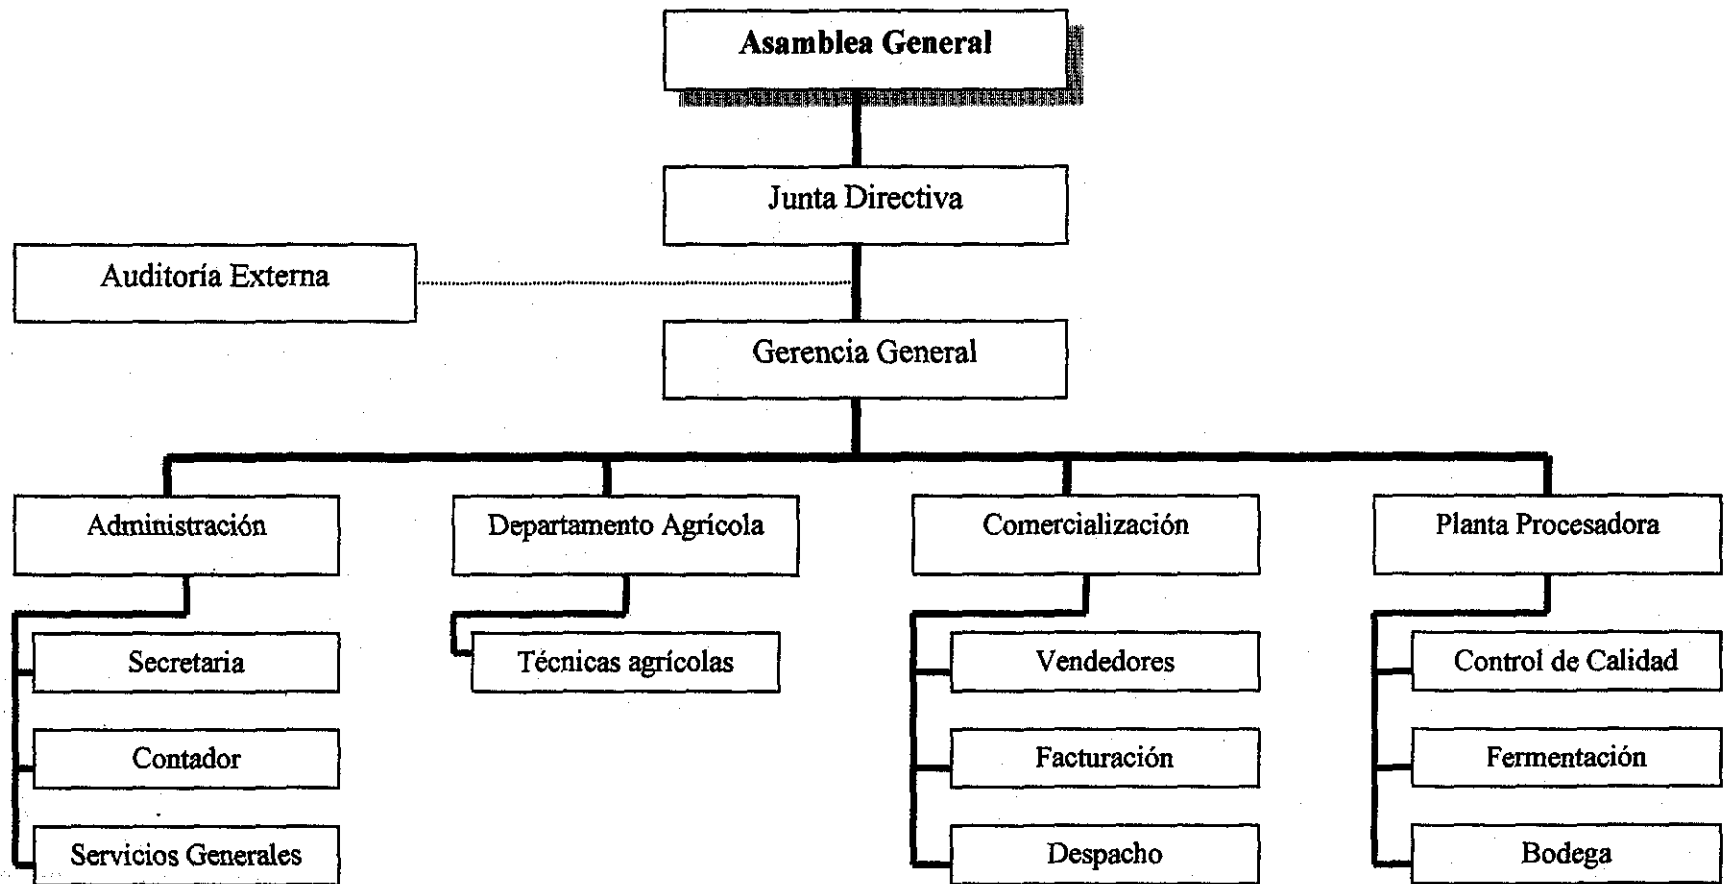 Asamblea General
Junta Directiva
Auditoría Externa
Gerencia General
Administración
Departamento Agrícola
Comercialización
Planta Procesadora
Secretaria
Técnicas agrícolas
Vendedores
Control de Calidad
Contador
Facturación
Fermentación
Servicios Generales
Despacho
Bodega